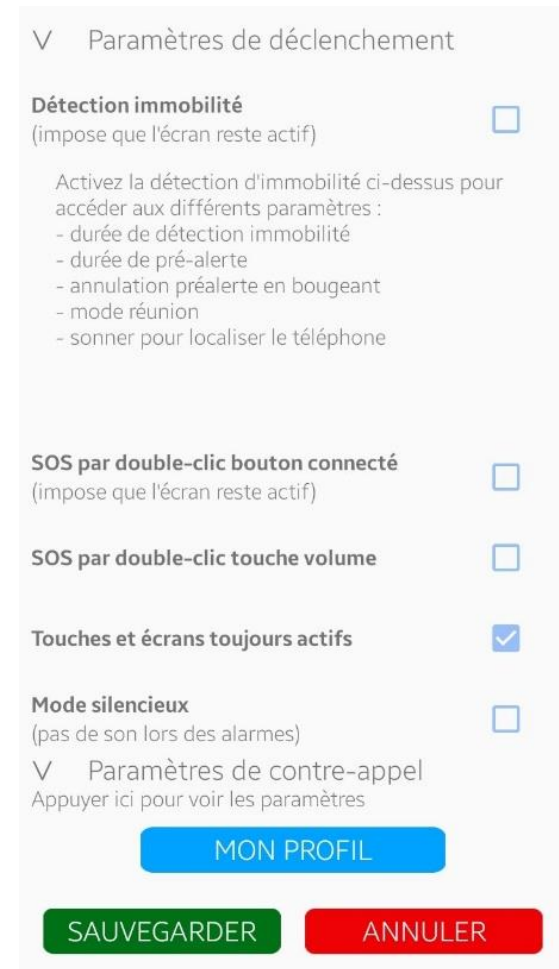 V Paramètres de déclenchement
Détection immobilité
(impose que l'écran reste actif)
Activez la détection d'immobilité ci-dessus pour
accéder aux différents paramètres :
- durée de détection immobilité
- durée de pré-alerte
- annulation préalerte en bougeant
- mode réunion
- sonner pour localiser le téléphone
SOS par double-clic bouton connecté
(impose que l'écran reste actif)
SOS par double-clic touche volume
Touches et écrans toujours actifs
Mode silencieux
(pas de son lors des alarmes)
V Paramètres de contre-appel
Appuyer ici pour voir les paramètres
MON PROFIL
SAUVEGARDER ANNULER